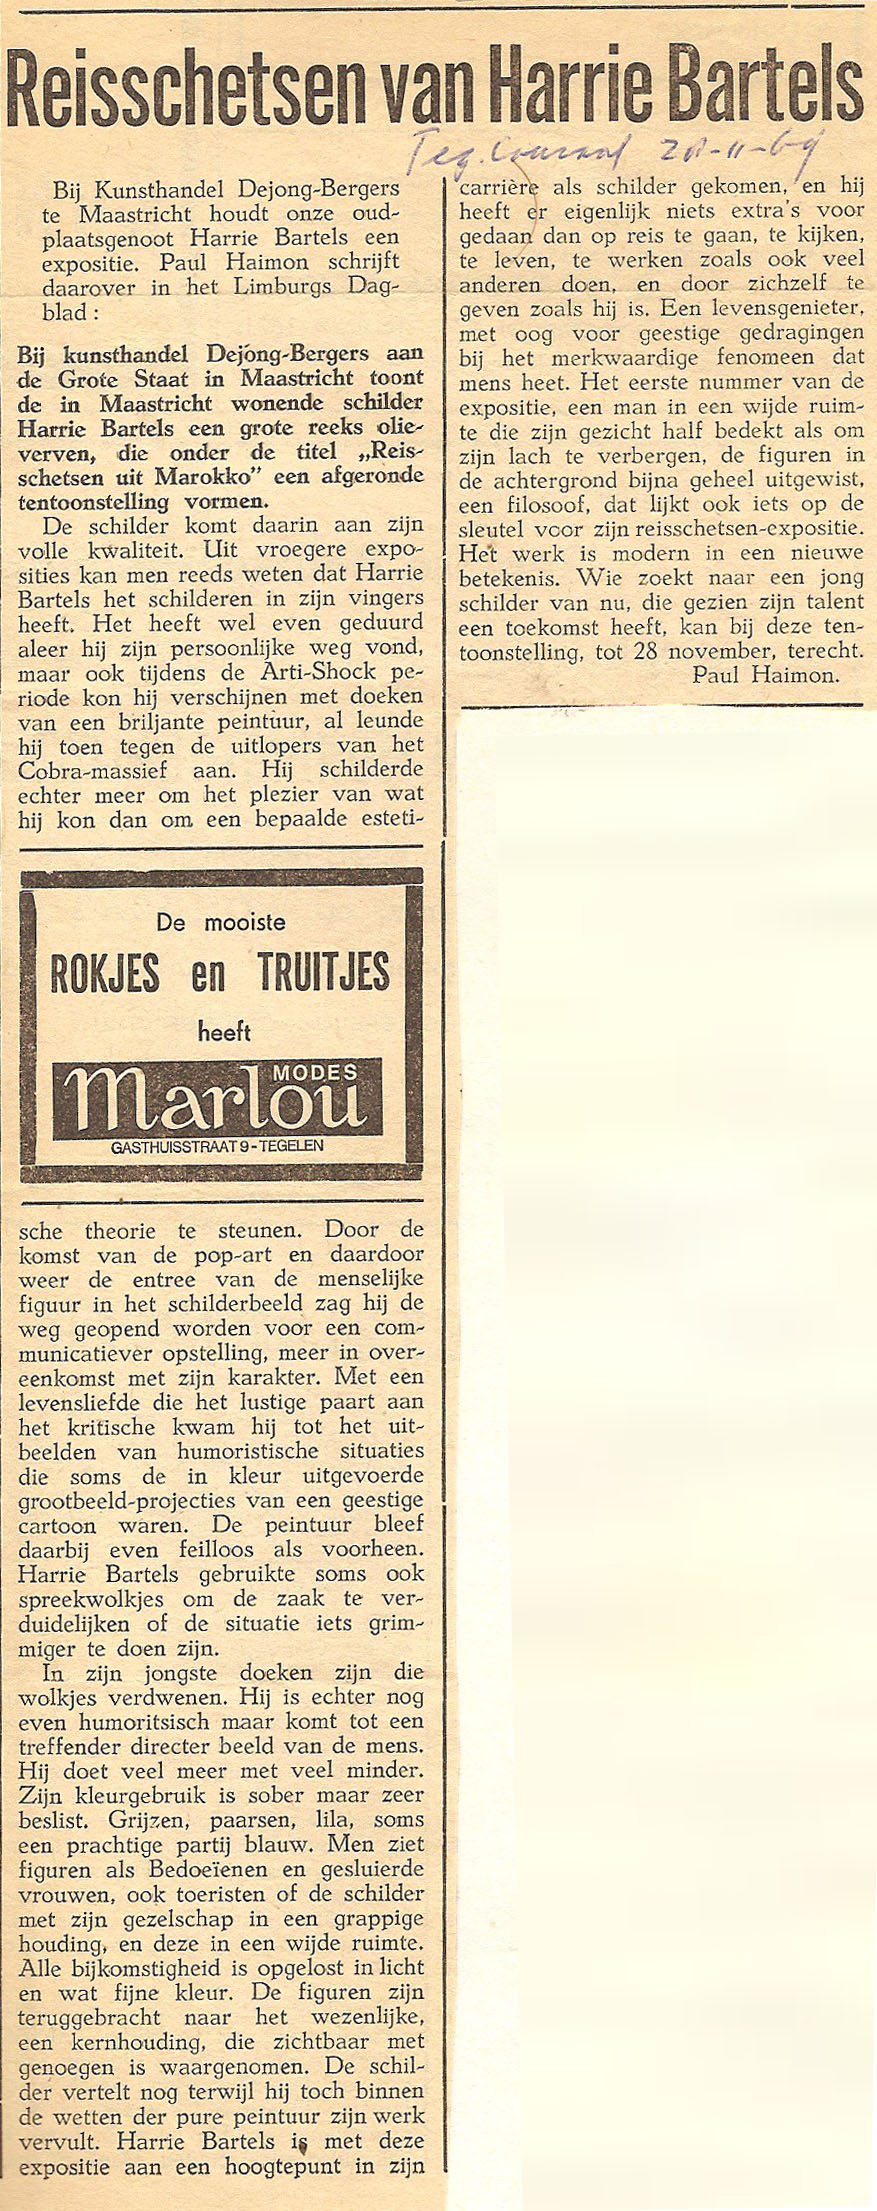 Reisschetsen van Harrie Bartels
Teg. Courant 20-11-69
Bij Kunsthandel Dejong-Bergers
te Maastricht houdt onze oud-
plaatsgenoot Harrie Bartels een
expositie. Paul Haimon schrijft
daarover in het Limburgs Dag-
blad :
Bij kunsthandel Dejong-Bergers aan
de Grote Staat in Maastricht toont
de in Maastricht wonende schilder
Harrie Bartels een grote reeks olie-
verven, die onder de titel „Reis-
schetsen uit Marokko” een afgeronde
tentoonstelling vormen.
De schilder komt daarin aan zijn
volle kwaliteit. Uit vroegere expo-
sities kan men reeds weten dat Harrie
Bartels het schilderen in zijn vingers
heeft. Het heeft wel even geduurd
aleer hij zijn persoonlijke weg vond,
maar ook tijdens de Arti-Shock pe-
riode kon hij verschijnen met doeken
van een briljante peintuur, al leunde
hij toen tegen de uitlopers van het
Cobra-massief aan. Hij schilderde
echter meer om het plezier van wat
hij kon dan om een bepaalde esteti-
De mooiste
ROKJES en TRUITJES
heeft
MODES
Marlou
GASTHUISSTRAAT 9 - TEGELEN
sche theorie te steunen. Door de
komst van de pop-art en daardoor
weer de entree van de menselijke
figuur in het schilderbeeld zag hij de
weg geopend worden voor een com-
municatiever opstelling, meer in over-
eenkomst met zijn karakter. Met een
levensliefde die het lustige paart aan
het kritische kwam hij tot het uit-
beelden van humoristische situaties
die soms de in kleur uitgevoerde
grootbeeld-projecties van een geestige
cartoon waren. De peintuur bleef
daarbij even feilloos als voorheen.
Harrie Bartels gebruikte soms ook
spreekwolkjes om de zaak te ver-
duidelijken of de situatie iets grim-
miger te doen zijn.
In zijn jongste doeken zijn die
wolkjes verdwenen. Hij is echter nog
even humoritsisch maar komt tot een
treffender directer beeld van de mens.
Hij doet veel meer met veel minder.
Zijn kleurgebruik is sober maar zeer
beslist. Grijzen, paarsen, lila, soms
een prachtige partij blauw. Men ziet
figuren als Bedoeïenen en gesluierde
vrouwen, ook toeristen of de schilder
met zijn gezelschap in een grappige
houding, en deze in een wijde ruimte.
Alle bijkomstigheid is opgelost in licht
en wat fijne kleur. De figuren zijn
teruggebracht naar het wezenlijke,
een kernhouding, die zichtbaar met
genoegen is waargenomen. De schil-
der vertelt nog terwijl hij toch binnen
de wetten der pure peintuur zijn werk
vervult. Harrie Bartels is met deze
expositie aan een hoogtepunt in zijn
carrière als schilder gekomen, en hij
heeft er eigenlijk niets extra's voor
gedaan dan op reis te gaan, te kijken,
te leven, te werken zoals ook veel
anderen doen, en door zichzelf te
geven zoals hij is. Een levensgenieter,
met oog voor geestige gedragingen
bij het merkwaardige fenomeen dat
mens heet. Het eerste nummer van de
expositie, een man in een wijde ruim-
te die zijn gezicht half bedekt als om
zijn lach te verbergen, de figuren in
de achtergrond bijna geheel uitgewist,
een filosoof, dat lijkt ook iets op de
sleutel voor zijn reisschetsen-expositie.
Het werk is modern in een nieuwe
betekenis. Wie zoekt naar een jong
schilder van nu, die gezien zijn talent
een toekomst heeft, kan bij deze ten-
toonstelling, tot 28 november, terecht.
Paul Haimon.